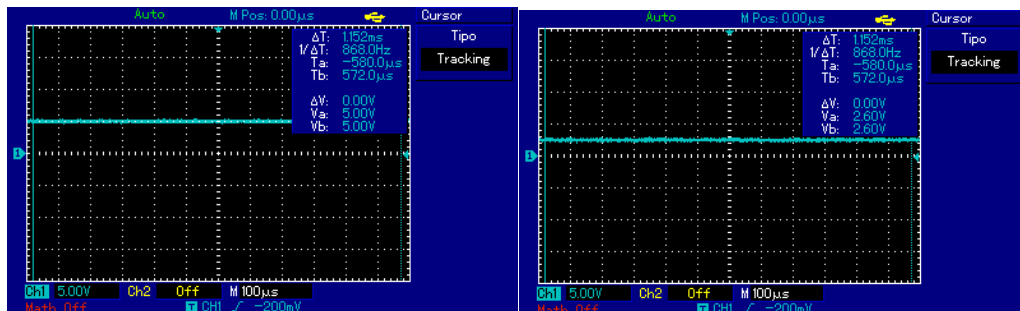 Auto M Pos: 0.00µs Cursor
Tipo
Tracking
ΔT: 1.152ms
1/ΔT: 868.0Hz
Ta: -580.0µs
Tb: 572.0µs
ΔV: 0.00V
Va: 5.00V
Vb: 5.00V
1
Ch1 5.00V Ch2 Off M 100µs
Math Off T CH1 / -200mV
Auto M Pos: 0.00µs Cursor
Tipo
Tracking
ΔT: 1.152ms
1/ΔT: 868.0Hz
Ta: -580.0µs
Tb: 572.0µs
ΔV: 0.00V
Va: 2.60V
Vb: 2.60V
1
Ch1 5.00V Ch2 Off M 100µs
Math Off T CH1 / -200mV